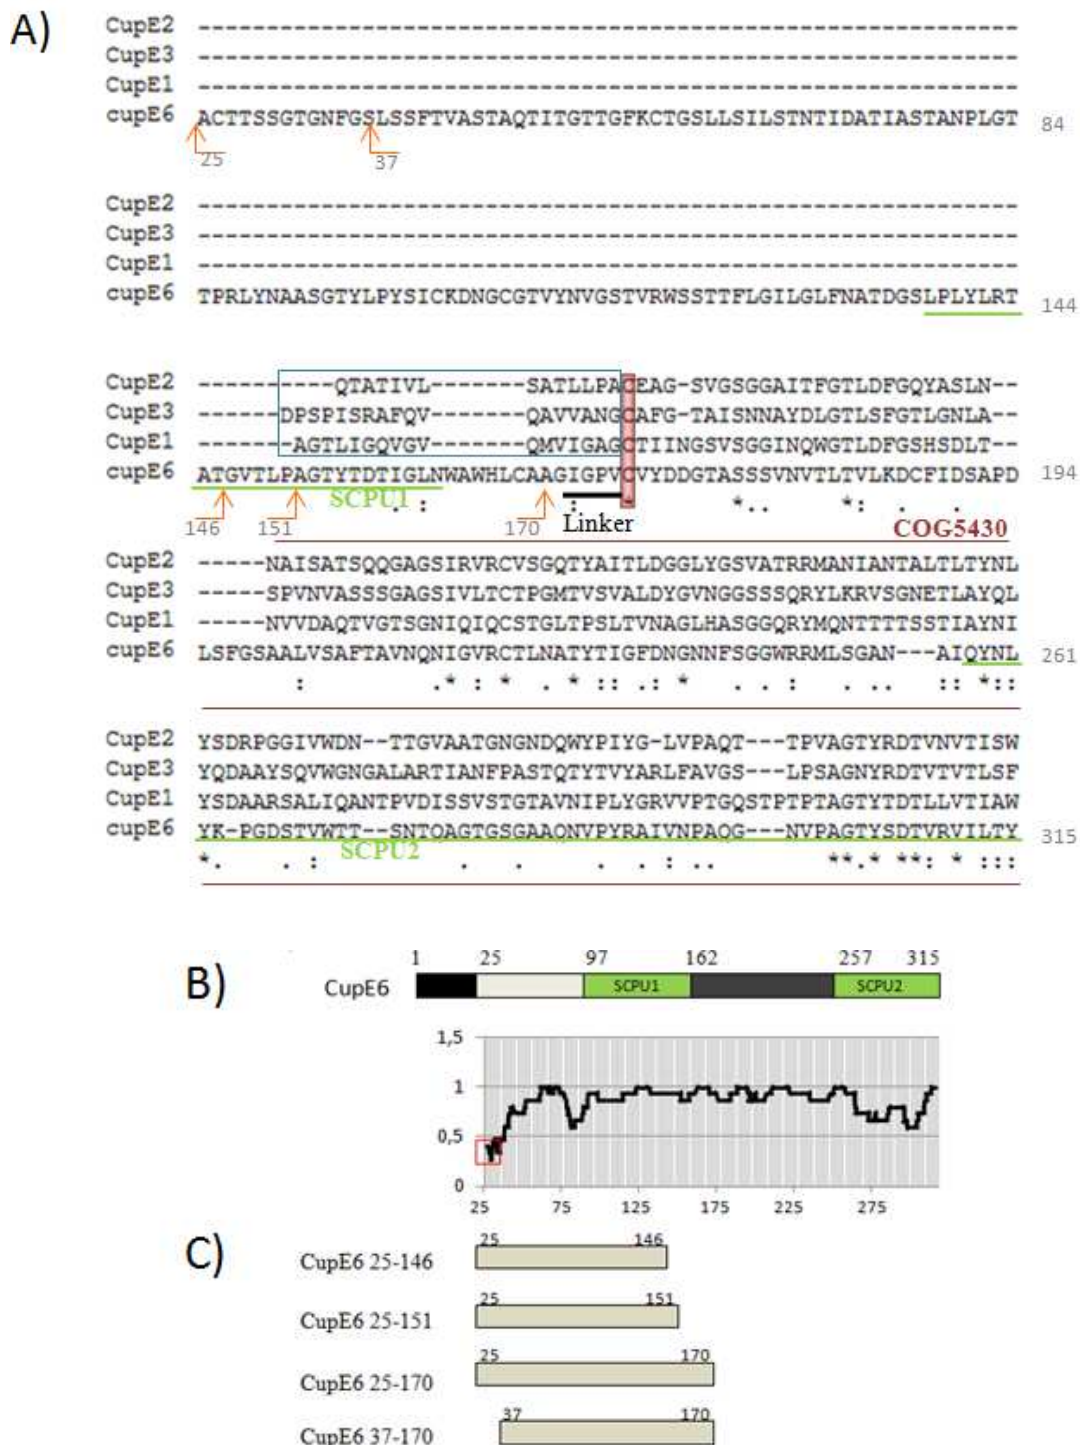 A)
CupE2 ------------------------------------------------------------
CupE3 ------------------------------------------------------------
CupE1 ------------------------------------------------------------
cupE6 ACTTSSGTGNFGSLSSFTVASTAQTITGTTGFKCTGSLLSILSTNTIDATIASTANPLGT 84
25 37
CupE2 ------------------------------------------------------------
CupE3 ------------------------------------------------------------
CupE1 ------------------------------------------------------------
cupE6 TPRLYNAASGTYLPYSICKDNGCGTVYNVGSTVRWSSTTFLGILGLFNATDGSLPLYLRT 144
CupE2 ----------QTATIVL-------SATLLPACEAG-SVGSGGAITFGTLDFGQYASLN--
CupE3 ------DPSPISRAFQV-------QAVVANGCAFG-TAISNNAYDLGTLSFGTLGNLA--
CupE1 -------AGTLIGQVGV-------QMVIGAGCTIINGSVSGGINQWGTLDFGSHSDLT--
cupE6 ATGVTLPAGTYTDTIGLNWAWHLCAAGIGPVCVYDDGTASSSVNVTLTVLKDCFIDSAPD 194
SCPU1 . : : * *.. *: . .
146 151 170 Linker
COG5430
CupE2 -----NAISATSQQGAGSIRVRCVSGQTYAITLDGGLYGSVATRRMANIANTALTLTYNL
CupE3 -----SPVNVASSSGAGSIVLTCTPGMTVSVALDYGVNGGSSSQRYLKRVSGNETLAYQL
CupE1 -----NVVDAQTVGTSGNIQIQCSTGLTPSLTVNAGLHASGGQRYMQNTTTTSSTIAYNI
cupE6 LSFGSAALVSAFTAVNQNIGVRCTLNATYTIGFDNGNNFSGGWRRMLSGAN---AIQYNL 261
: .* : * * :: .: * . . : . .. :: *::
CupE2 YSDRPGGIVWDN--TTGVAATGNGNDQWYPIYG-LVPAQT---TPVAGTYRDTVNVTISW
CupE3 YQDAAYSQVWGNGALARTIANFPASTQTYTVYARLFAVGS---LPSAGNYRDTVTVTLSF
CupE1 YSDAARSALIQANTPVDISSVSTGTAVNIPLYGRVVPTGQSTPTPTAGTYTDTLLVTIAW
cupE6 YK-PGDSTVWTT--SNTQAGTGSGAAQNVPYRAIVNPAQG---NVPAGTYSDTVRVILTY 315
SCPU2
*. . : . . . : . . **.* **: * :::
B)
1 25 97 162 257 315
CupE6 SCPU1 SCPU2
1,5
1
0,5
0
25 75 125 175 225 275
C)
25 146
CupE6 25-146
25 151
CupE6 25-151
25 170
CupE6 25-170
37 170
CupE6 37-170